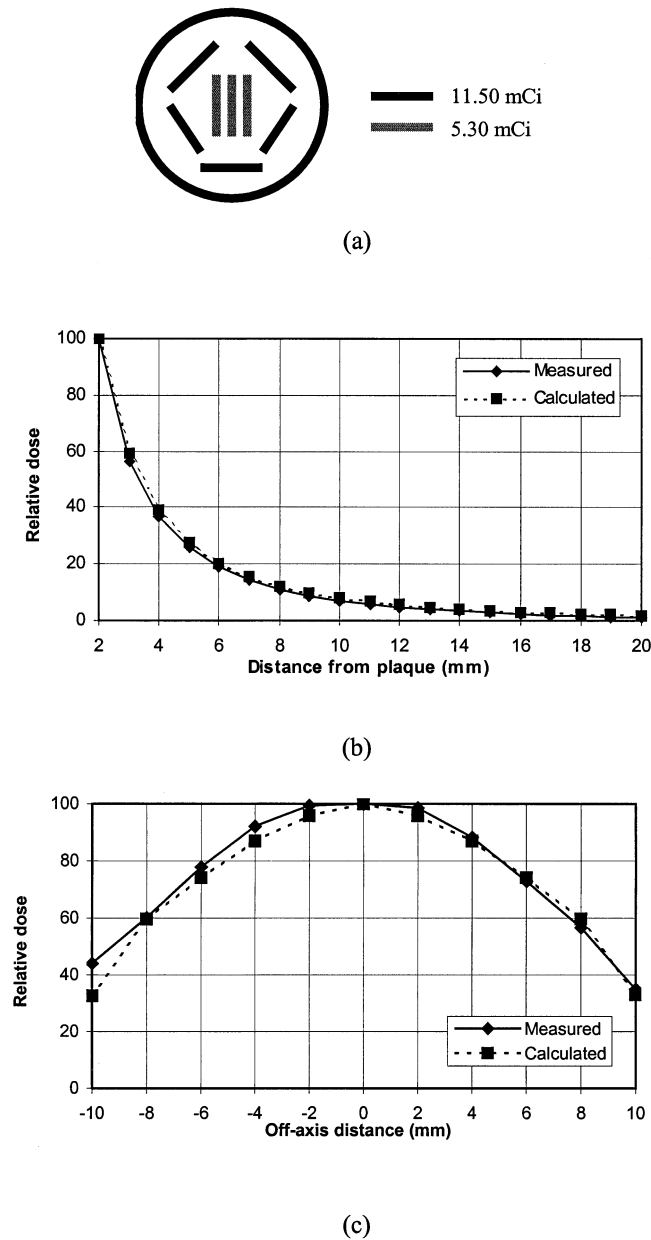 11.50 mCi
5.30 mCi
(a)
100
80
60
40
20
0
Relative dose
Measured
Calculated
2 4 6 8 10 12 14 16 18 20
Distance from plaque (mm)
(b)
100
80
60
40
20
0
Relative dose
Measured
Calculated
-10 -8 -6 -4 -2 0 2 4 6 8 10
Off-axis distance (mm)
(c)